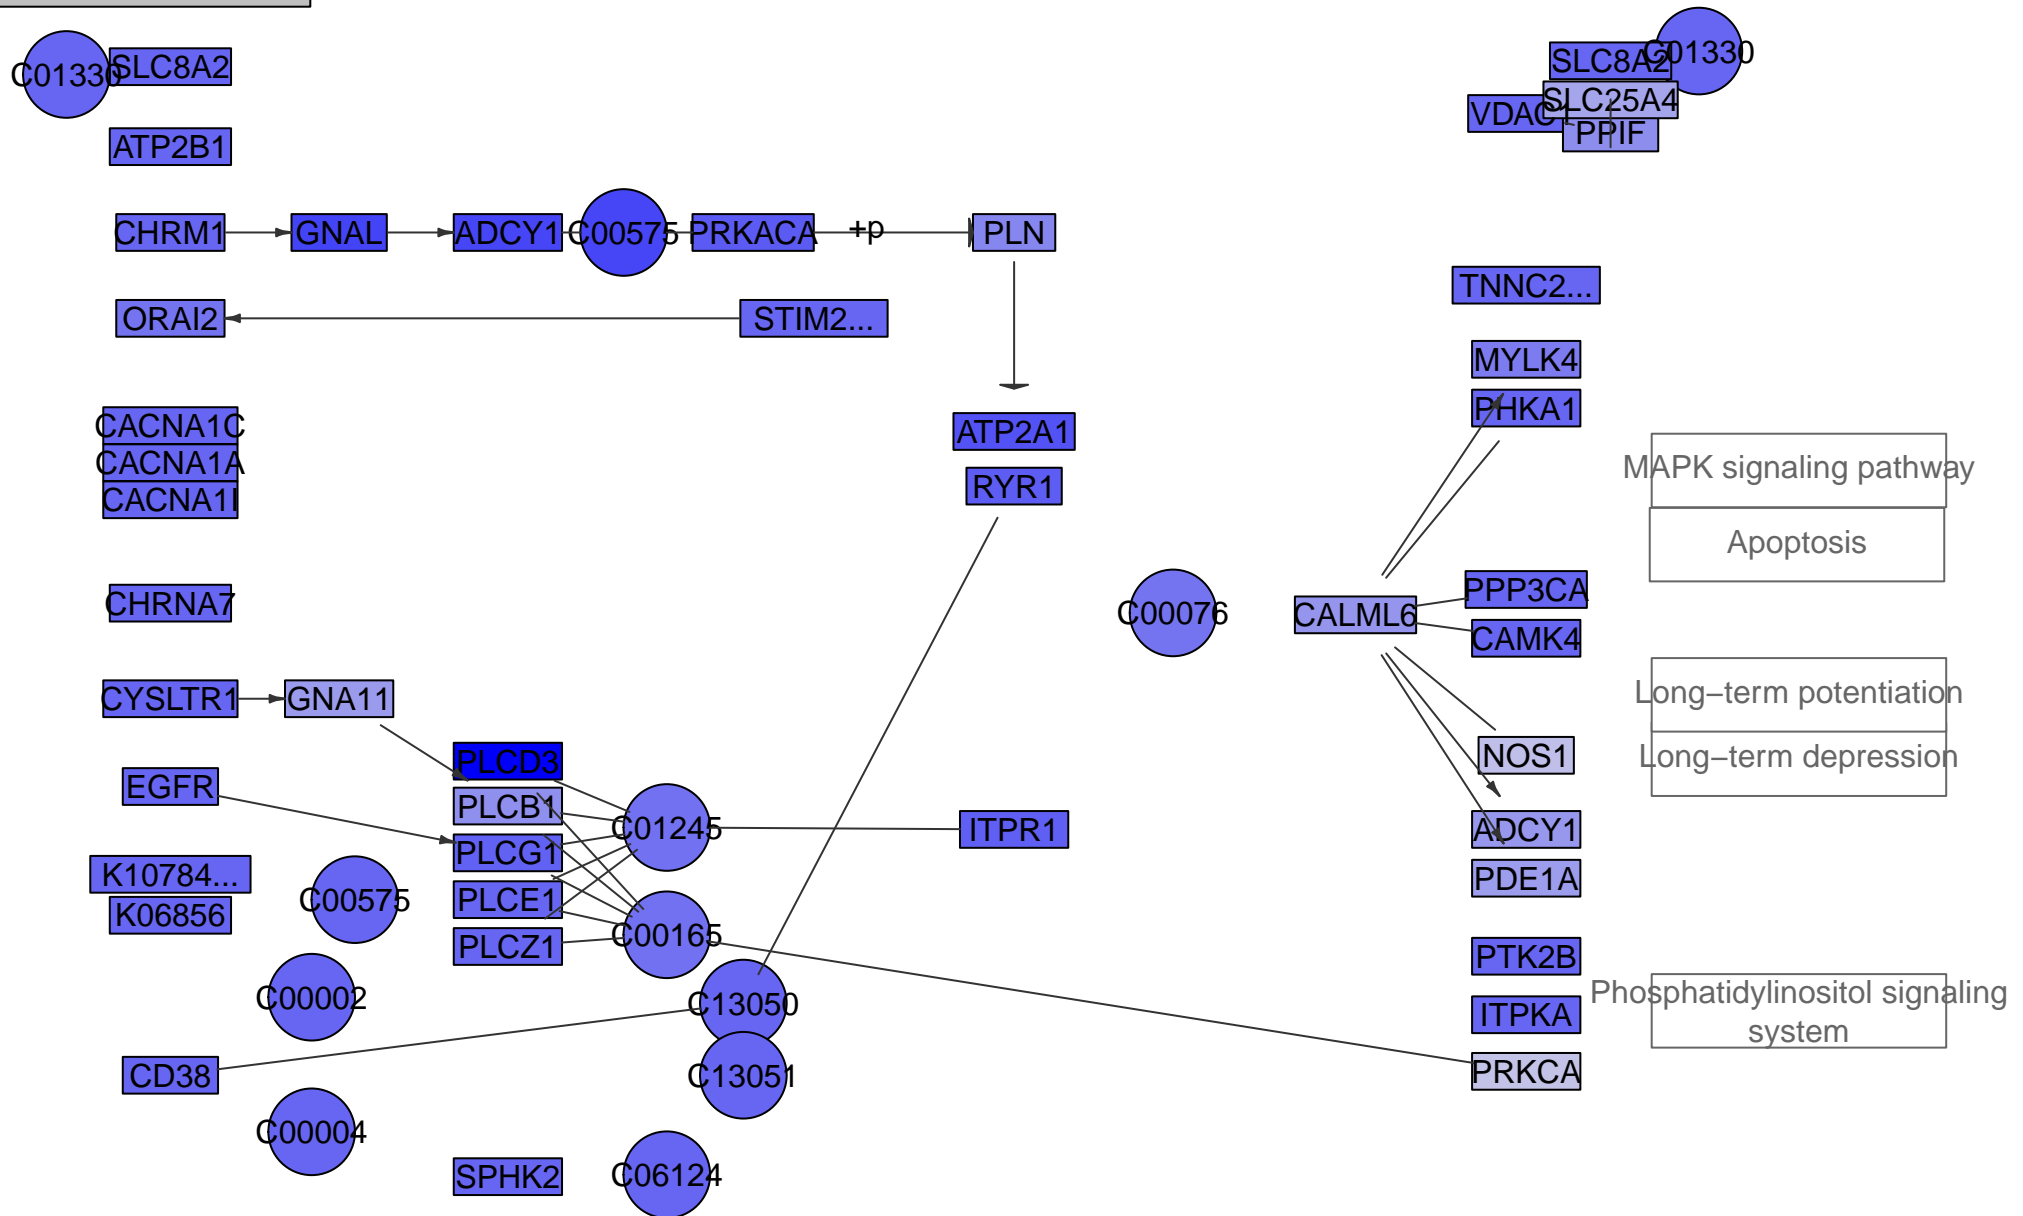 C01330
SLC8A2
SLC8A2
C01330
SLC25A4
VDAC1
PPIF
ATP2B1
CHRM1
GNAL
ADCY1
C00575
PRKACA
+p
PLN
ORAI2
STIM2...
TNNC2...
MYLK4
PHKA1
CACNA1C
CACNA1A
CACNA1I
ATP2A1
RYR1
MAPK signaling pathway
Apoptosis
CHRNA7
C00076
CALML6
PPP3CA
CAMK4
CYSLTR1
GNA11
Long−term potentiation
Long−term depression
NOS1
EGFR
PLCD3
PLCB1
PLCG1
PLCE1
PLCZ1
C01245
C00165
ITPR1
ADCY1
PDE1A
K10784...
K06856
C00575
C00002
C13050
C13051
PTK2B
ITPKA
PRKCA
Phosphatidylinositol signaling
system
CD38
C00004
SPHK2
C06124